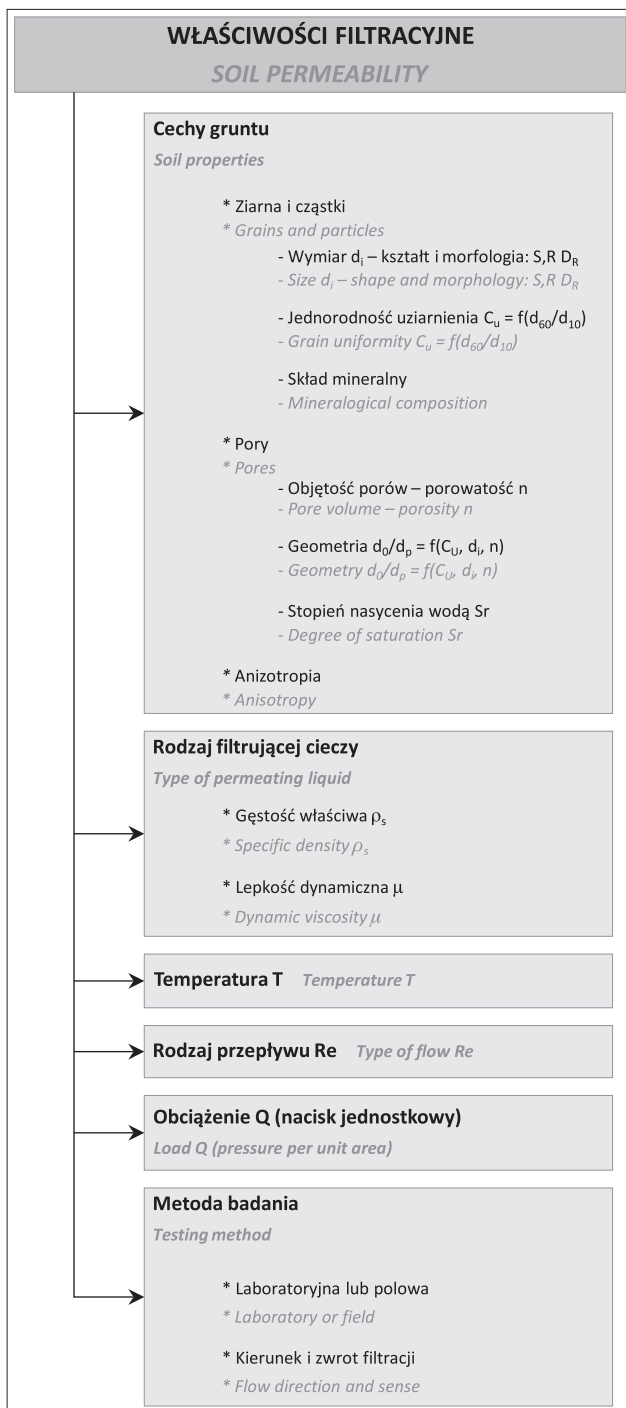 WŁAŚCIWOŚCI FILTRACYJNE
SOIL PERMEABILITY
Cechy gruntu
Soil properties
* Ziarna i cząstki
* Grains and particles
- Wymiar dᵢ – kształt i morfologia: S,R D_R
- Size dᵢ – shape and morphology: S,R D_R
- Jednorodność uziarnienia Cᵤ = f(d₆₀/d₁₀)
- Grain uniformity Cᵤ = f(d₆₀/d₁₀)
- Skład mineralny
- Mineralogical composition
* Pory
* Pores
- Objętość porów – porowatość n
- Pore volume – porosity n
- Geometria d₀/dₚ = f(C_U, dᵢ, n)
- Geometry d₀/dₚ = f(C_U, dᵢ, n)
- Stopień nasycenia wodą Sr
- Degree of saturation Sr
* Anizotropia
* Anisotropy
Rodzaj filtrującej cieczy
Type of permeating liquid
* Gęstość właściwa ρₛ
* Specific density ρₛ
* Lepkość dynamiczna μ
* Dynamic viscosity μ
Temperatura T Temperature T
Rodzaj przepływu Re Type of flow Re
Obciążenie Q (nacisk jednostkowy)
Load Q (pressure per unit area)
Metoda badania
Testing method
* Laboratoryjna lub polowa
* Laboratory or field
* Kierunek i zwrot filtracji
* Flow direction and sense